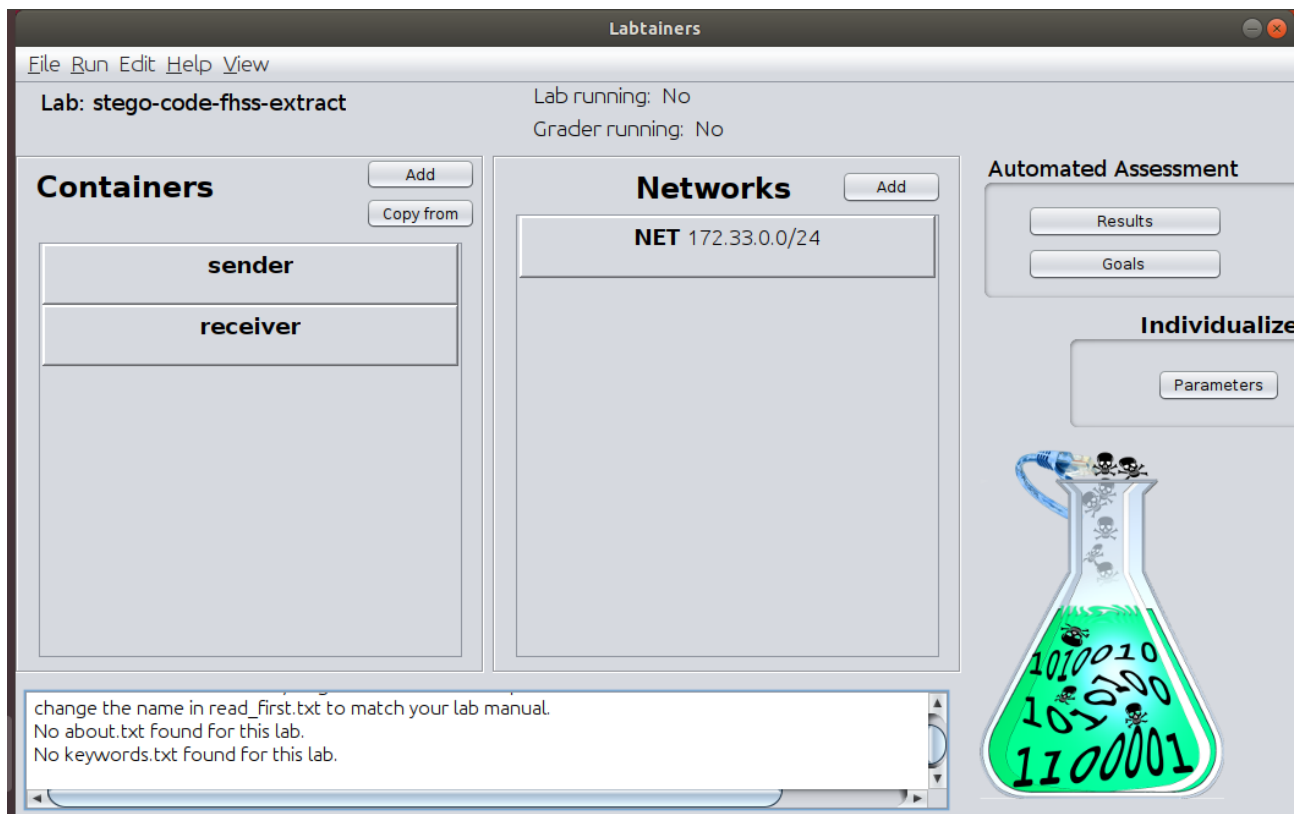 Labtainers
File Run Edit Help View
Lab: stego-code-fhss-extract
Lab running: No
Grader running: No
Containers
Add
Copy from
sender
receiver
Networks
Add
NET 172.33.0.0/24
Automated Assessment
Results
Goals
Individualize
Parameters
change the name in read_first.txt to match your lab manual.
No about.txt found for this lab.
No keywords.txt found for this lab.
1010010
1010100
1100001